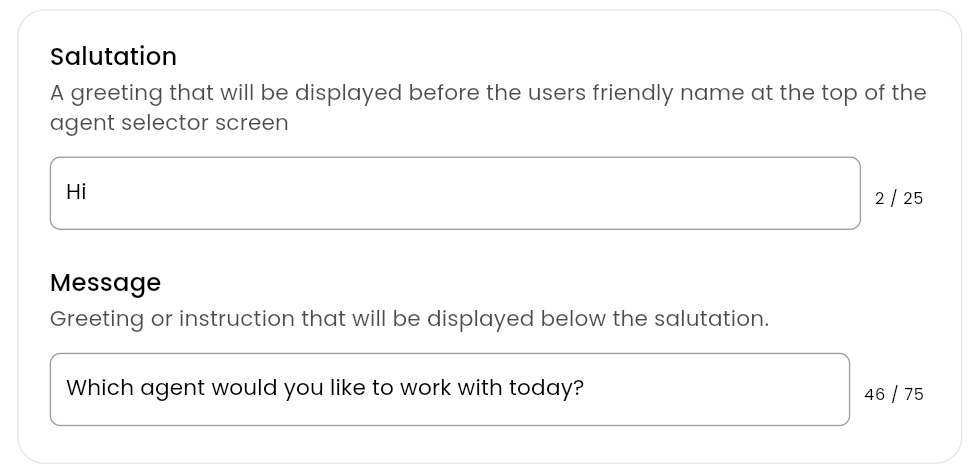 Salutation
A greeting that will be displayed before the users friendly name at the top of the
agent selector screen
Hi
2 / 25
Message
Greeting or instruction that will be displayed below the salutation.
Which agent would you like to work with today?
46 / 75